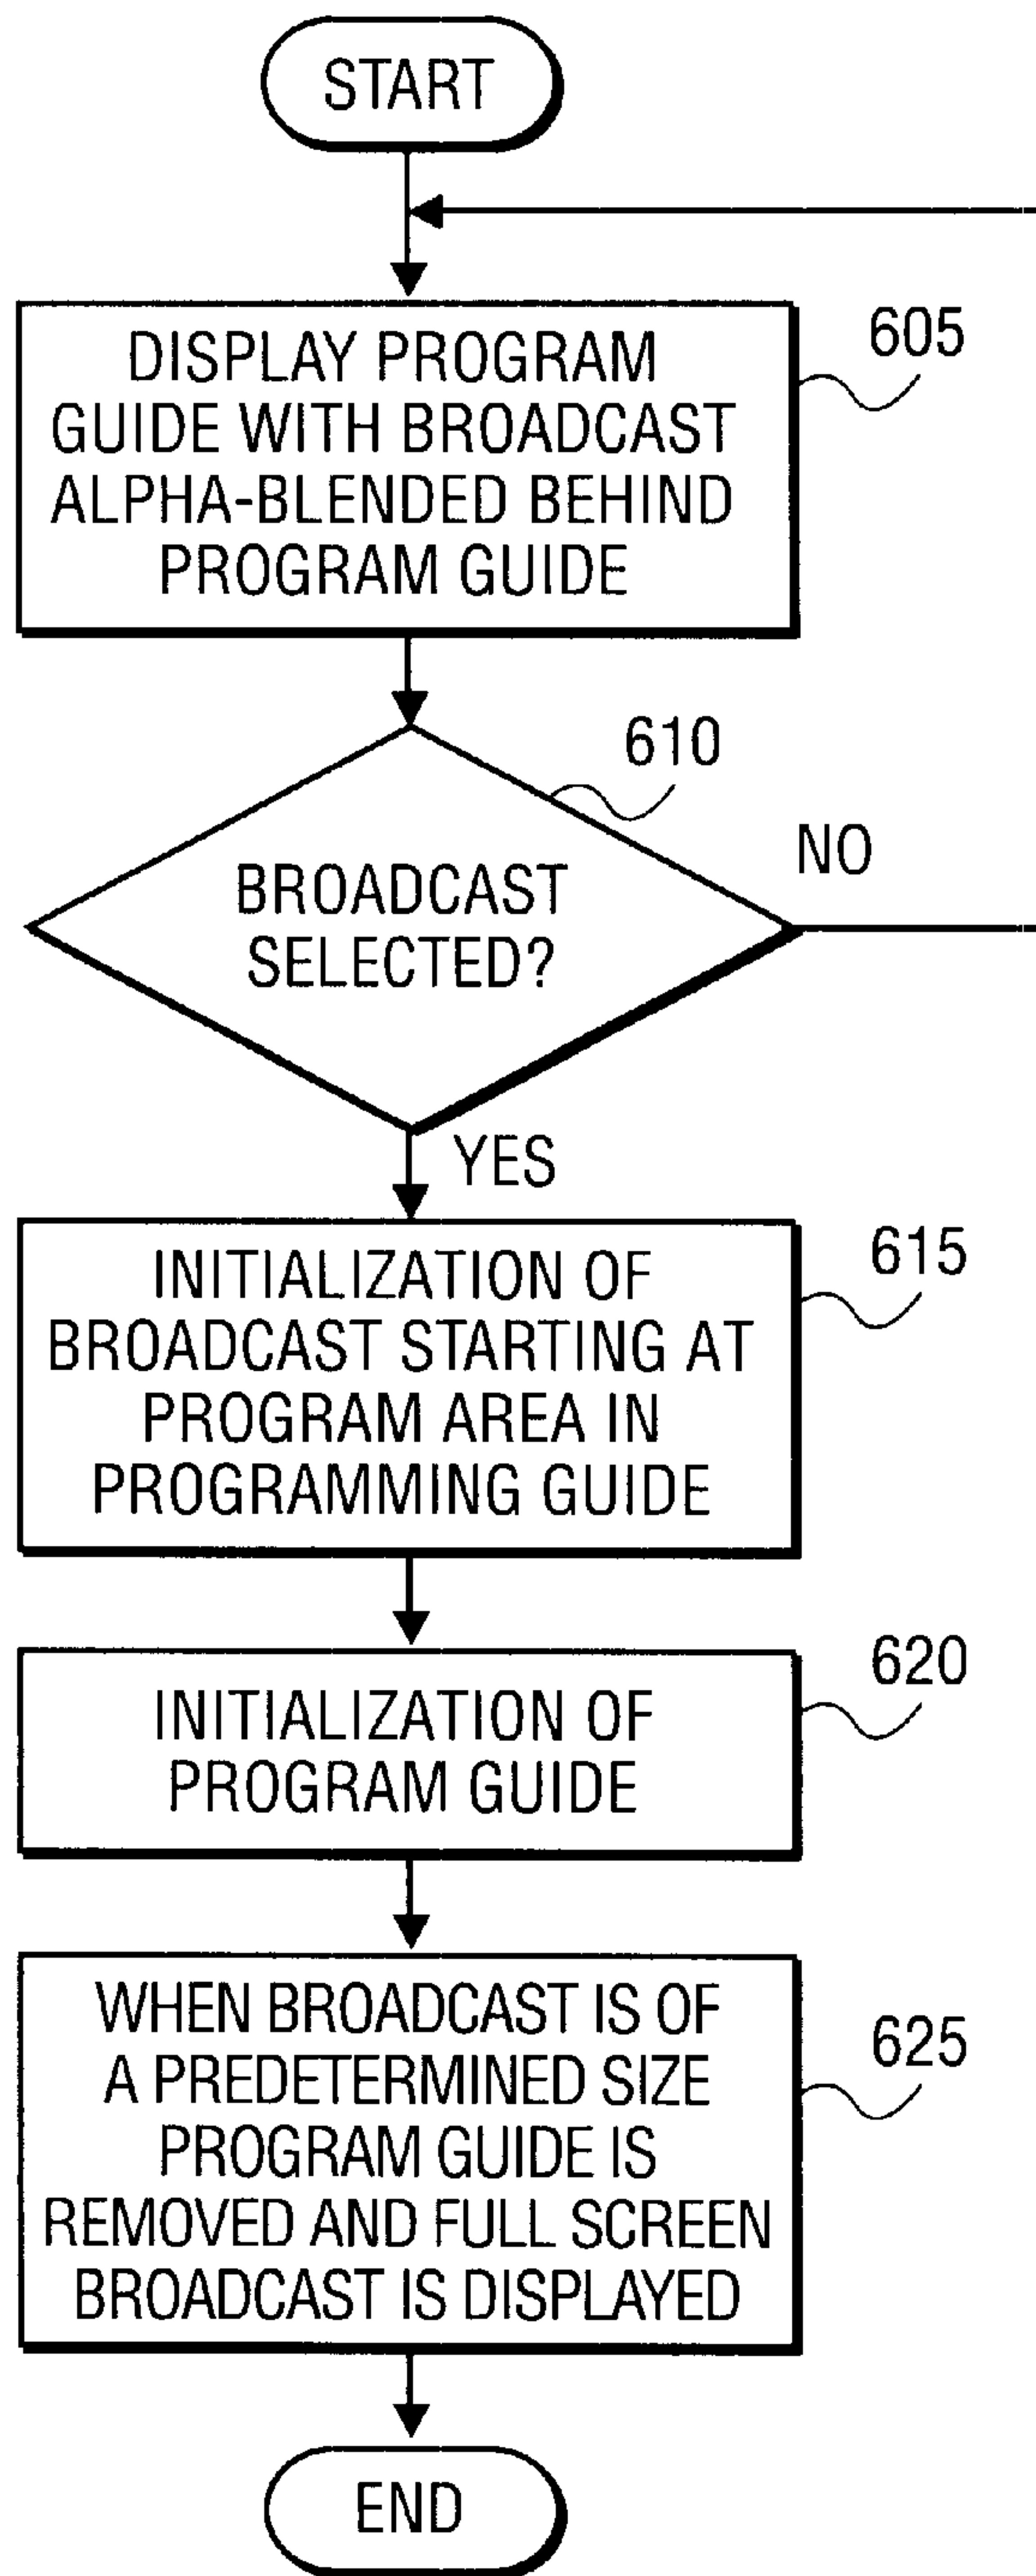 START
605
DISPLAY PROGRAM
GUIDE WITH BROADCAST
ALPHA-BLENDED BEHIND
PROGRAM GUIDE
610
NO
BROADCAST
SELECTED?
YES
615
INITIALIZATION OF
BROADCAST STARTING AT
PROGRAM AREA IN
PROGRAMMING GUIDE
620
INITIALIZATION OF
PROGRAM GUIDE
625
WHEN BROADCAST IS OF
A PREDETERMINED SIZE
PROGRAM GUIDE IS
REMOVED AND FULL SCREEN
BROADCAST IS DISPLAYED
END